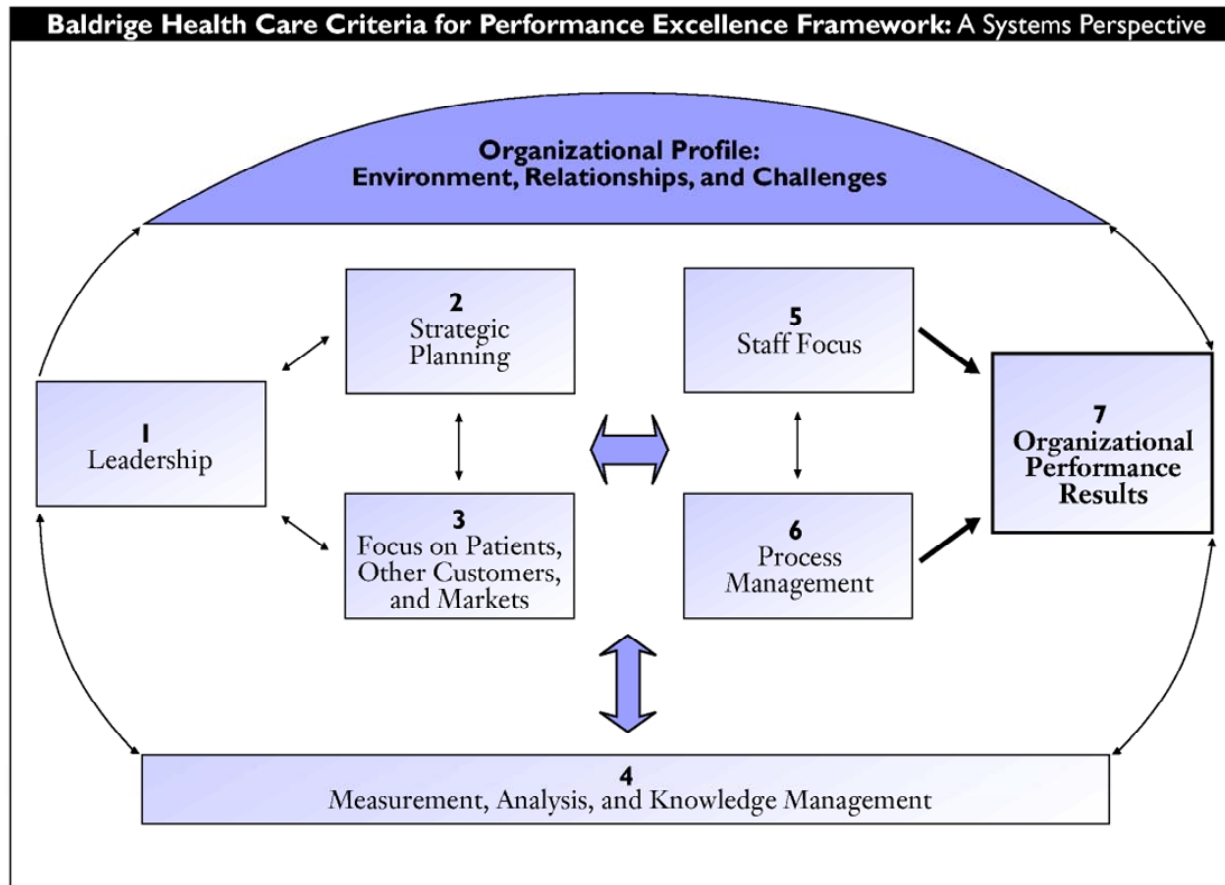 Baldrige Health Care Criteria for Performance Excellence Framework: A Systems Perspective
Organizational Profile:
Environment, Relationships, and Challenges
2
Strategic
Planning
5
Staff Focus
1
Leadership
7
Organizational
Performance
Results
3
Focus on Patients,
Other Customers,
and Markets
6
Process
Management
4
Measurement, Analysis, and Knowledge Management